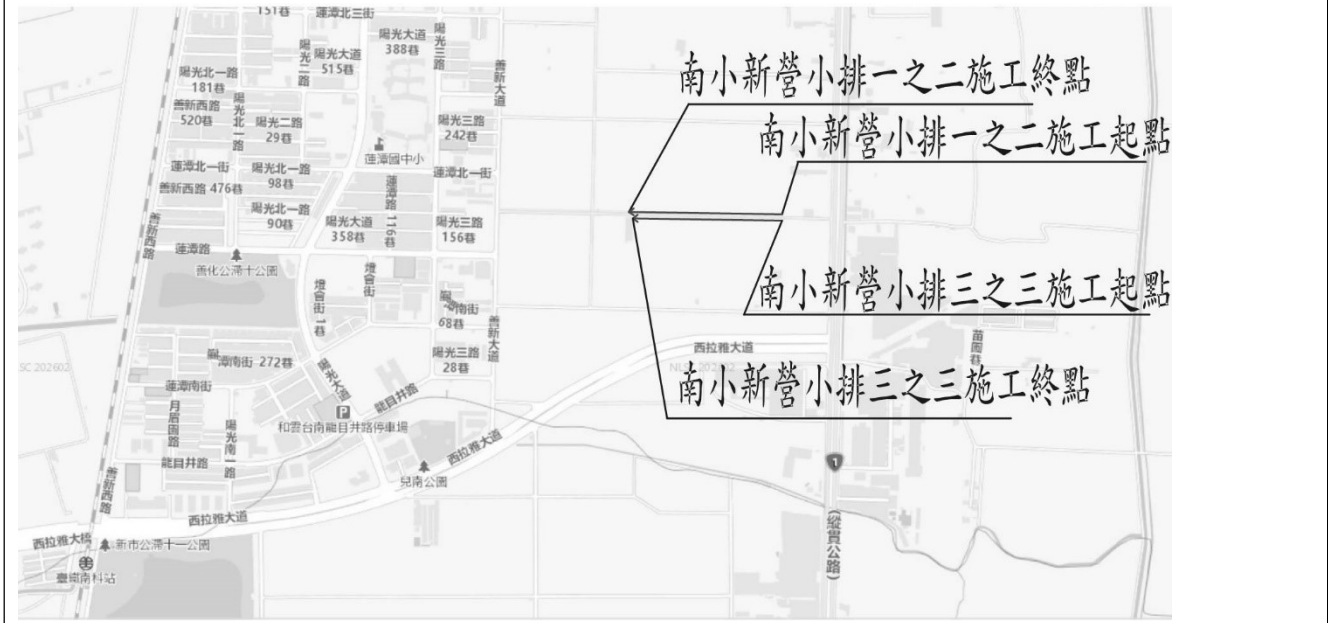 151巷
蓮潭北三街
陽光大道
388巷
陽光三路
陽光二路
陽光大道
515巷
善新大道
陽光北一路
181巷
善新西路
520巷
陽光北一路
陽光二路
29巷
陽光三路
242巷
蓮潭國中小
蓮潭北一街
陽光北一路
98巷
蓮潭北一街
善新西路 476巷
蓮潭路 116巷
陽光北一路
90巷
陽光大道
358巷
陽光三路
156巷
善新西路
蓮潭路
善化公滯十公園
燈會街
燈會街 1巷
南街
68巷
善新大道
潭南街 272巷
陽光三路
28巷
蓮潭南街
陽光大道
龍目井路
月眉園路
陽光南一路
P
和雲台南龍目井路停車場
龍目井路
善新西路
西拉雅大道
兒南公園
西拉雅大道
西拉雅大橋
新市公滯十一公園
臺鐵南科站
南小新營小排一之二施工終點
南小新營小排一之二施工起點
南小新營小排三之三施工起點
西拉雅大道
南小新營小排三之三施工終點
1
(縱貫公路)
SC 202602